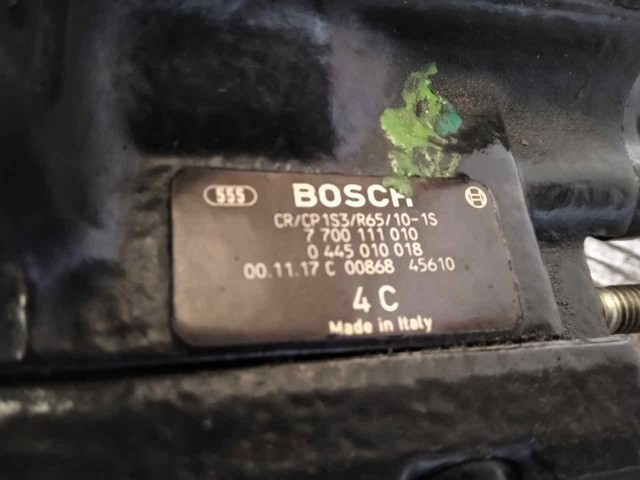 555 BOSCH
CR/CP1S3/R65/10-1S
7 700 111 010
0 445 010 018
00.11.17 C 00868 45610
4 C
Made in Italy